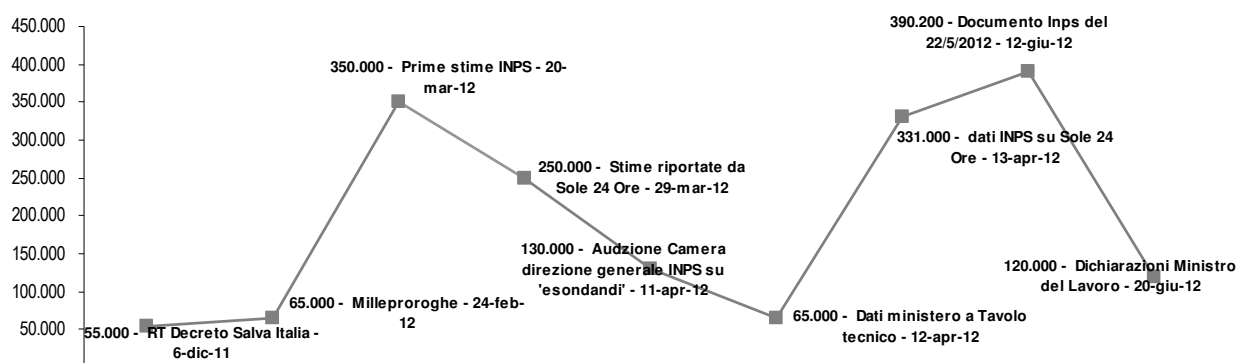 450.000
400.000
350.000
300.000
250.000
200.000
150.000
100.000
50.000
55.000 - RT Decreto Salva Italia -
6-dic-11
65.000 - Milleproroghe - 24-feb-
12
350.000 - Prime stime INPS - 20-
mar-12
250.000 - Stime riportate da
Sole 24 Ore - 29-mar-12
130.000 - Audzione Camera
direzione generale INPS su
'esondandi' - 11-apr-12
65.000 - Dati ministero a Tavolo
tecnico - 12-apr-12
331.000 - dati INPS su Sole 24
Ore - 13-apr-12
390.200 - Documento Inps del
22/5/2012 - 12-giu-12
120.000 - Dichiarazioni Ministro
del Lavoro - 20-giu-12